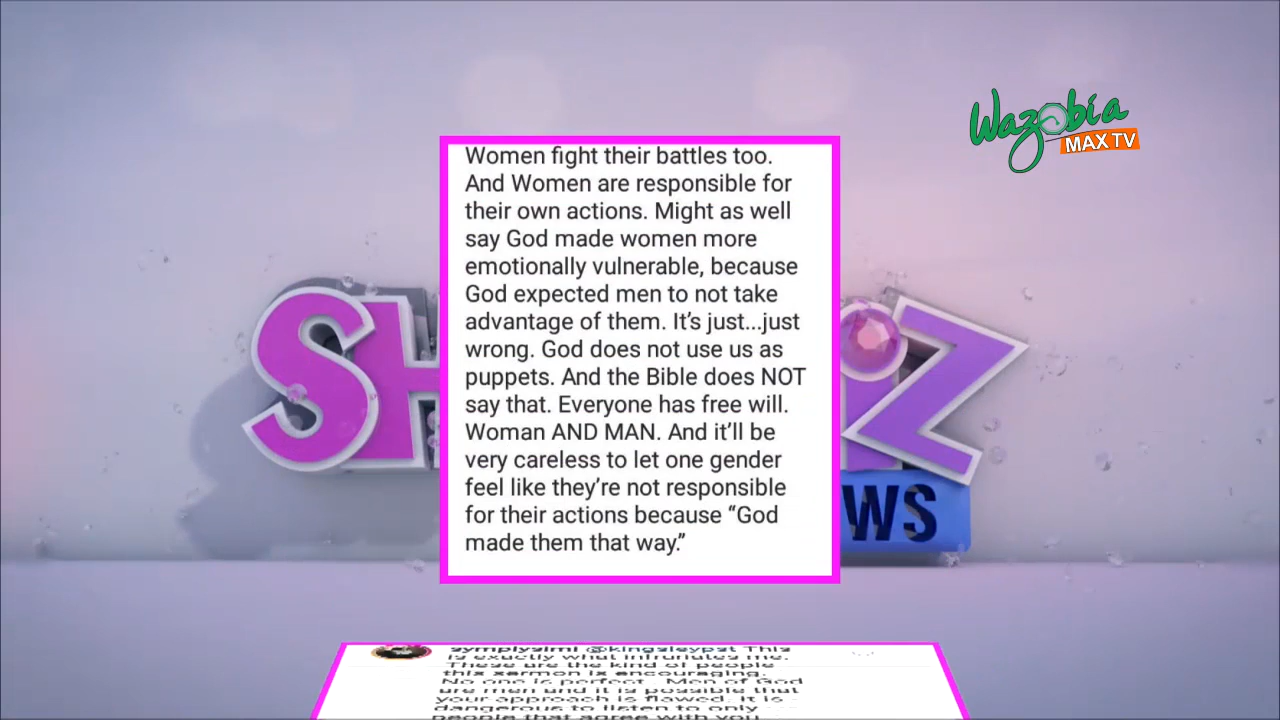 Wazobia
MAX TV
Women fight their battles too.
And Women are responsible for
their own actions. Might as well
say God made women more
emotionally vulnerable, because
God expected men to not take
advantage of them. It’s just...just
wrong. God does not use us as
puppets. And the Bible does NOT
say that. Everyone has free will.
Woman AND MAN. And it’ll be
very careless to let one gender
feel like they’re not responsible
for their actions because “God
made them that way.”
SH
Z
WS
symplysimi @kingsleypst This
is exactly what infuriates me.
These are the kind of people
this sermon is encouraging.
No one is perfect. Men of God
are men and it is possible that
your approach is flawed. It is
dangerous to listen to only
people that agree with you